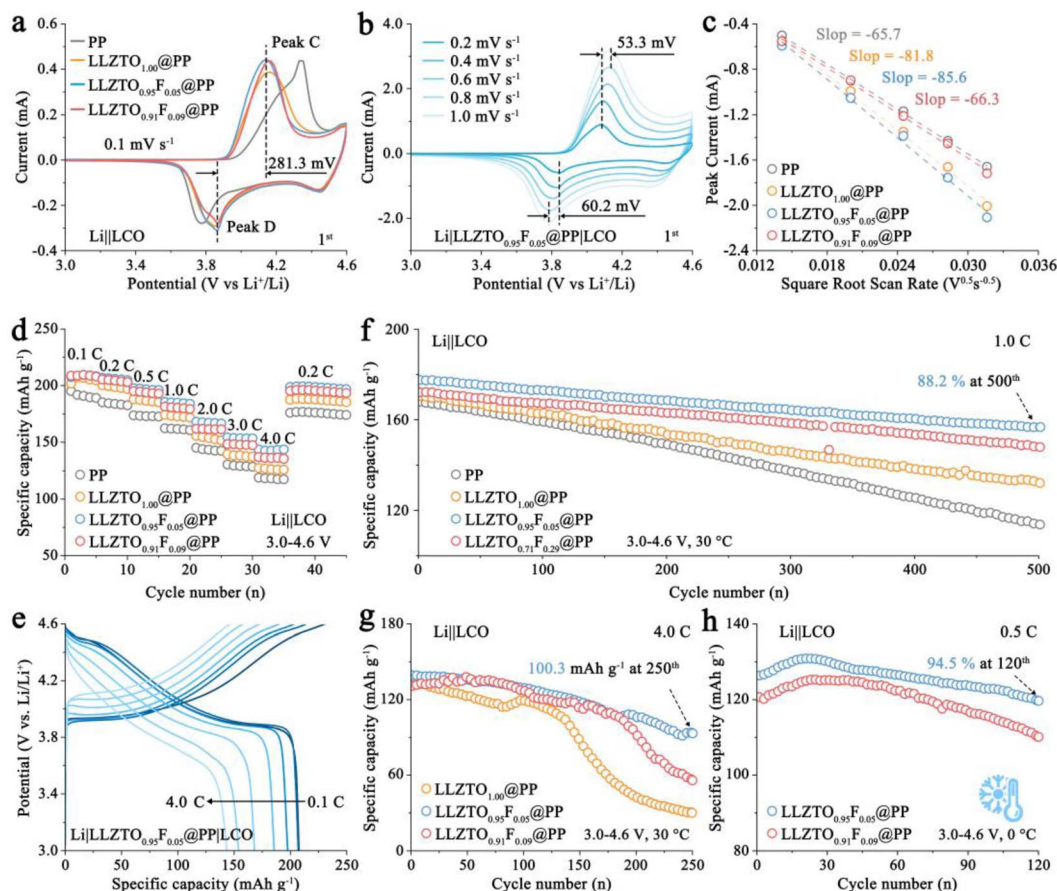 a
0.6
0.4
0.2
0.0
-0.2
-0.4
Current (mA)
PP
LLZTO1.00@PP
LLZTO0.95F0.05@PP
LLZTO0.91F0.09@PP
Peak C
0.1 mV s-1
281.3 mV
Peak D
Li||LCO
1st
3.0 3.4 3.8 4.2 4.6
Pontential (V vs Li+/Li)
b
4.0
2.0
0.0
-2.0
Current (mA)
0.2 mV s-1
0.4 mV s-1
0.6 mV s-1
0.8 mV s-1
1.0 mV s-1
53.3 mV
60.2 mV
Li|LLZTO0.95F0.05@PP|LCO
1st
3.0 3.4 3.8 4.2 4.6
Pontential (V vs Li+/Li)
c
-0.4
-0.8
-1.2
-1.6
-2.0
-2.4
Peak Current (mA)
Slop = -65.7
Slop = -81.8
Slop = -85.6
Slop = -66.3
PP
LLZTO1.00@PP
LLZTO0.95F0.05@PP
LLZTO0.91F0.09@PP
0.012 0.018 0.024 0.030 0.036
Square Root Scan Rate (V0.5s-0.5)
d
250
200
150
100
50
Specific capacity (mAh g-1)
0.1 C
0.2 C
0.5 C
1.0 C
2.0 C
3.0 C
4.0 C
0.2 C
PP
LLZTO1.00@PP
LLZTO0.95F0.05@PP
LLZTO0.91F0.09@PP
Li||LCO
3.0-4.6 V
0 10 20 30 40
Cycle number (n)
f
200
160
120
Specific capacity (mAh g-1)
Li||LCO
1.0 C
88.2 % at 500th
PP
LLZTO1.00@PP
LLZTO0.95F0.05@PP
LLZTO0.71F0.29@PP
3.0-4.6 V, 30 °C
0 100 200 300 400 500
Cycle number (n)
e
4.6
4.2
3.8
3.4
3.0
Potential (V vs. Li/Li+)
4.0 C
0.1 C
Li|LLZTO0.95F0.05@PP|LCO
0 50 100 150 200 250
Specific capacity (mAh g-1)
g
180
140
100
60
0
Specific capacity (mAh g-1)
Li||LCO
4.0 C
100.3 mAh g-1 at 250th
LLZTO1.00@PP
LLZTO0.95F0.05@PP
LLZTO0.91F0.09@PP
3.0-4.6 V, 30 °C
0 50 100 150 200 250
Cycle number (n)
h
140
120
100
80
Specific capacity (mAh g-1)
Li||LCO
0.5 C
94.5 % at 120th
LLZTO0.95F0.05@PP
LLZTO0.91F0.09@PP
3.0-4.6 V, 0 °C
0 30 60 90 120
Cycle number (n)